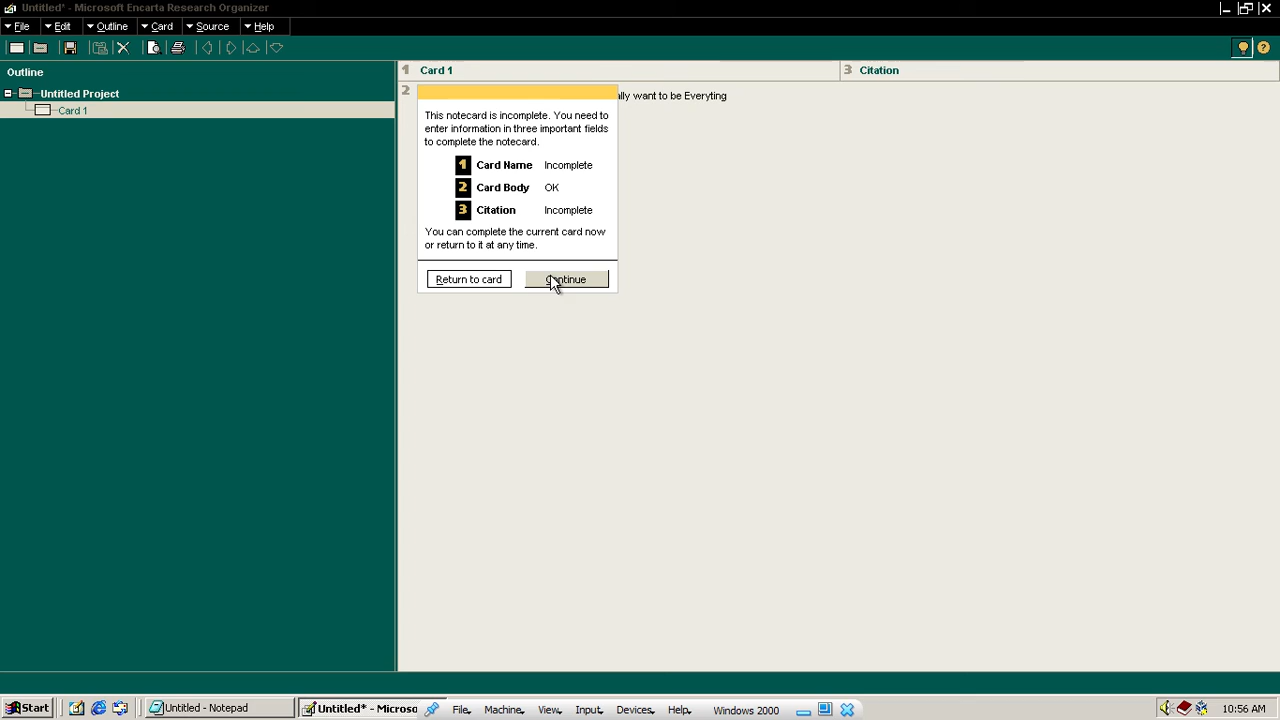 Untitled* - Microsoft Encarta Research Organizer
File Edit Outline Card Source Help
Outline
1 Card 1
3 Citation
Untitled Project
Card 1
2
ally want to be Everyting
This notecard is incomplete. You need to
enter information in three important fields
to complete the notecard.
1 Card Name Incomplete
2 Card Body OK
3 Citation Incomplete
You can complete the current card now
or return to it at any time.
Return to card
Continue
Start
Untitled - Notepad
Untitled* - Microso
File Machine View Input Devices Help
Windows 2000
10:56 AM